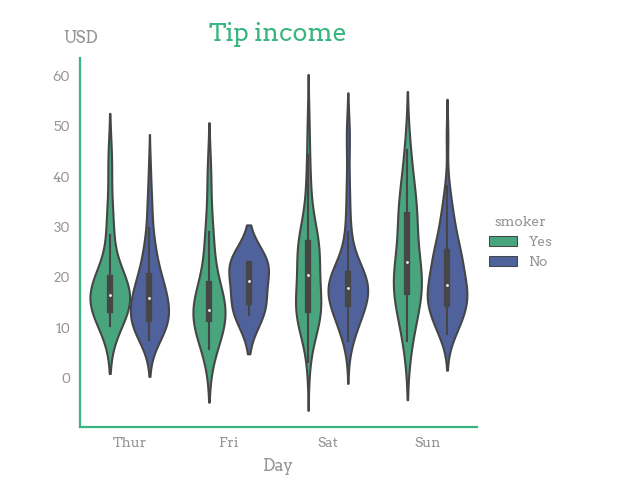 Tip income
USD
60
50
40
30
20
10
0
Thur Fri Sat Sun
Day
smoker
Yes
No